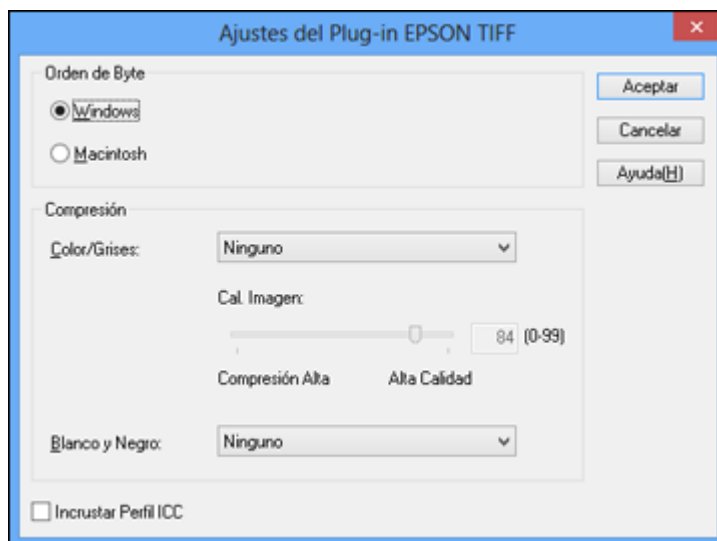 Ajustes del Plug-in EPSON TIFF
Orden de Byte
Windows
Macintosh
Aceptar
Cancelar
Ayuda(H)
Compresión
Color/Grises:
Ninguno
Cal. Imagen:
84 (0-99)
Compresión Alta
Alta Calidad
Blanco y Negro:
Ninguno
Incrustar Perfil ICC